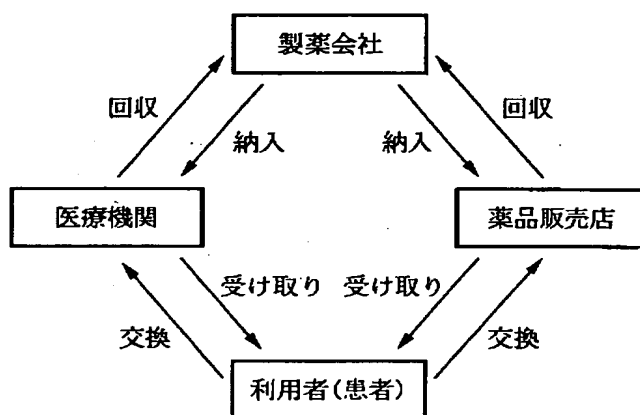 製薬会社
回収
回収
納入
納入
医療機関
薬品販売店
受け取り
受け取り
交換
交換
利用者(患者)